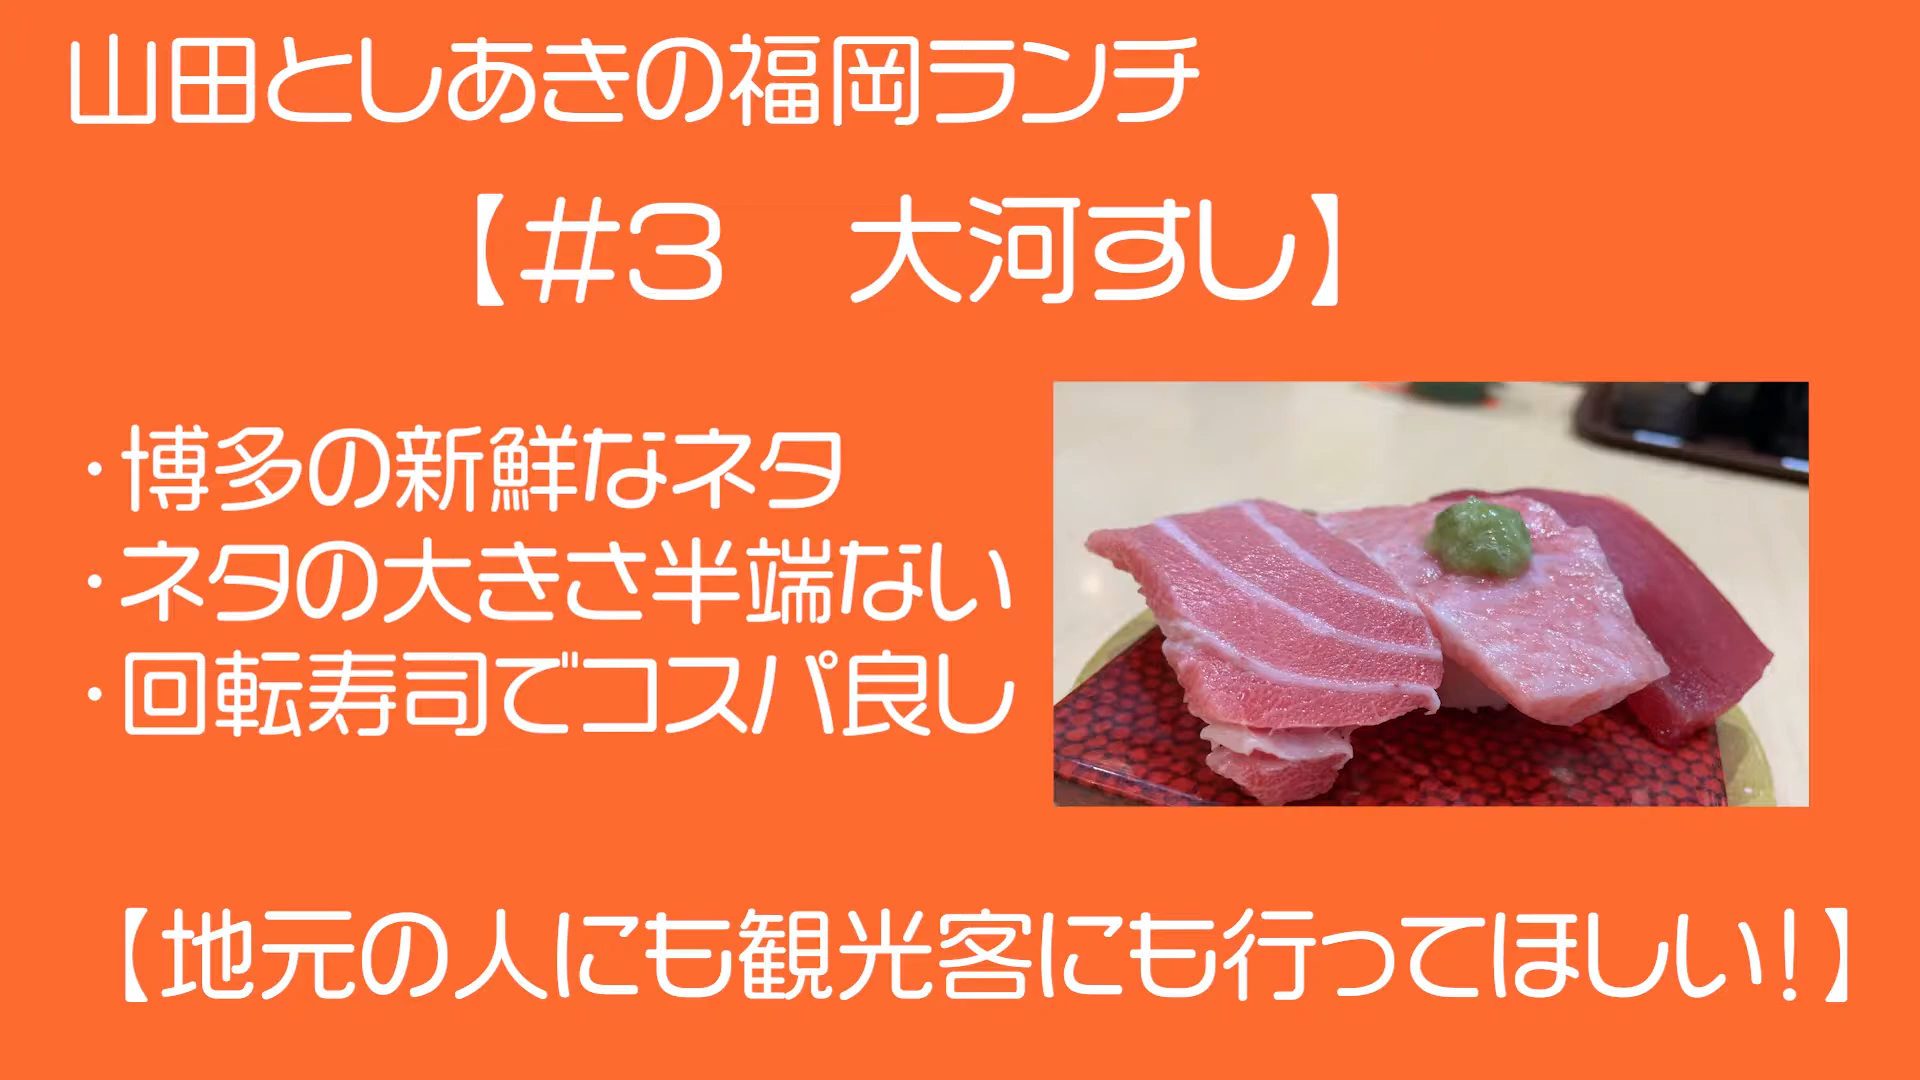 山田としあきの福岡ランチ
【#3　大河すし】
・博多の新鮮なネタ
・ネタの大きさ半端ない
・回転寿司でコスパ良し
【地元の人にも観光客にも行ってほしい！】